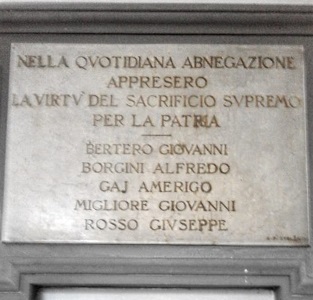 NELLA QVOTIDIANA ABNEGAZIONE
APPRESERO
LA VIRTV' DEL SACRIFICIO SVPREMO
PER LA PATRIA
BERTERO GIOVANNI
BORGINI ALFREDO
GAJ AMERIGO
MIGLIORE GIOVANNI
ROSSO GIVSEPPE